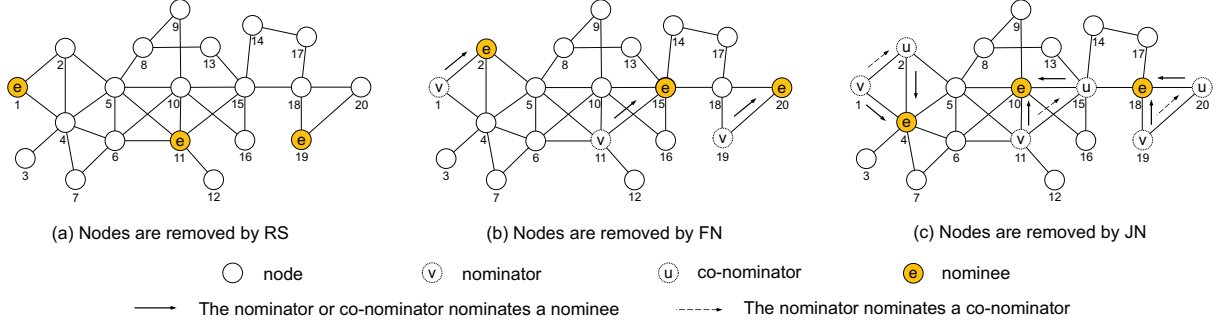 9
14
17
2
8
13
e
1
5
10
15
18
20
4
6
e
11
16
e
19
3
7
12
(a) Nodes are removed by RS
9
14
17
e
2
8
13
v
1
5
10
e
15
18
e
20
4
6
v
11
16
v
19
3
7
12
(b) Nodes are removed by FN
9
14
17
u
2
8
13
v
1
5
e
10
u
15
e
18
u
20
e
4
6
v
11
16
v
19
3
7
12
(c) Nodes are removed by JN
node
v nominator
u co-nominator
e nominee
The nominator or co-nominator nominates a nominee
The nominator nominates a co-nominator